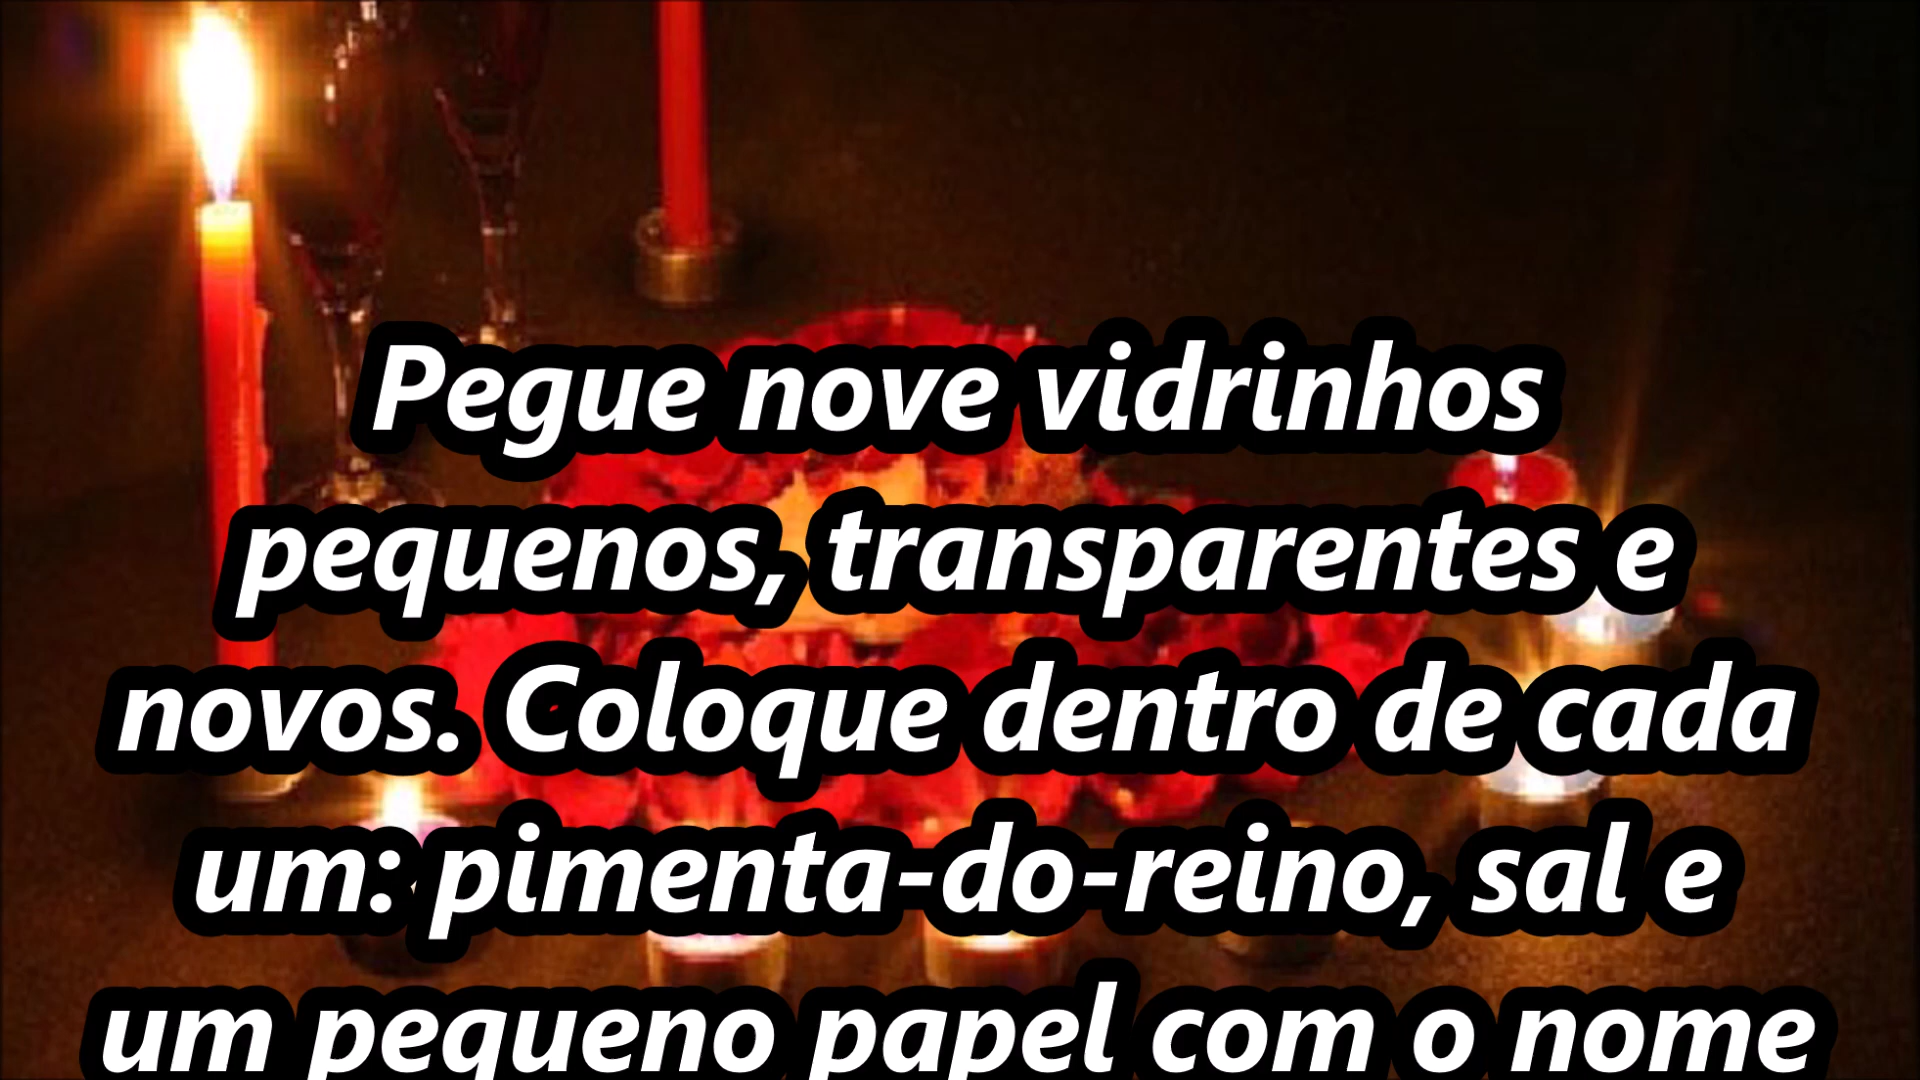 Pegue nove vidrinhos
pequenos, transparentes e
novos. Coloque dentro de cada
um: pimenta-do-reino, sal e
um pequeno papel com o nome